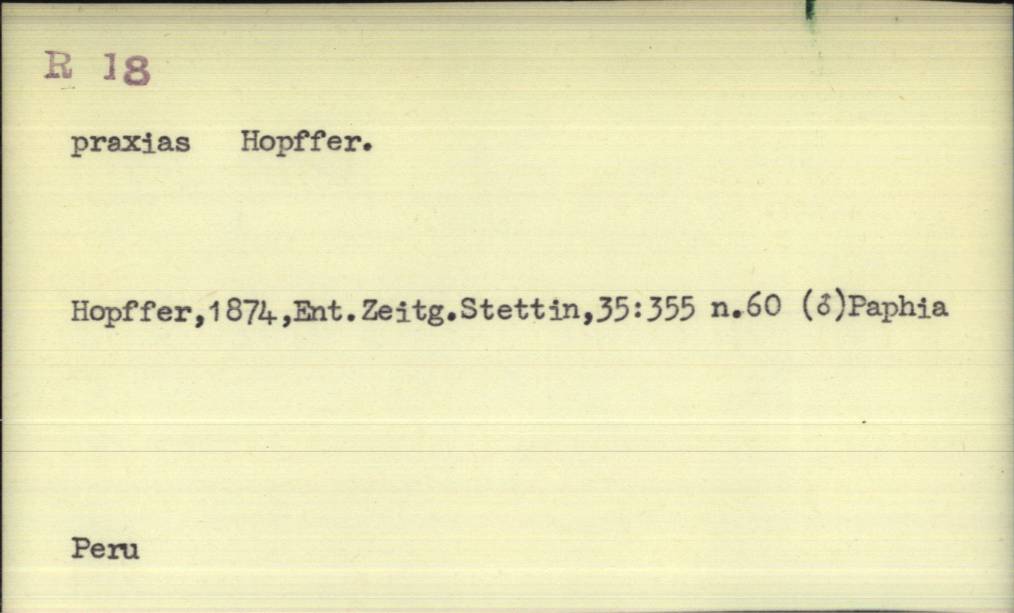 R 18
praxias Hopffer.
Hopffer,1874,Ent.Zeitg.Stettin,35:355 n.60 (♂)Paphia
Peru